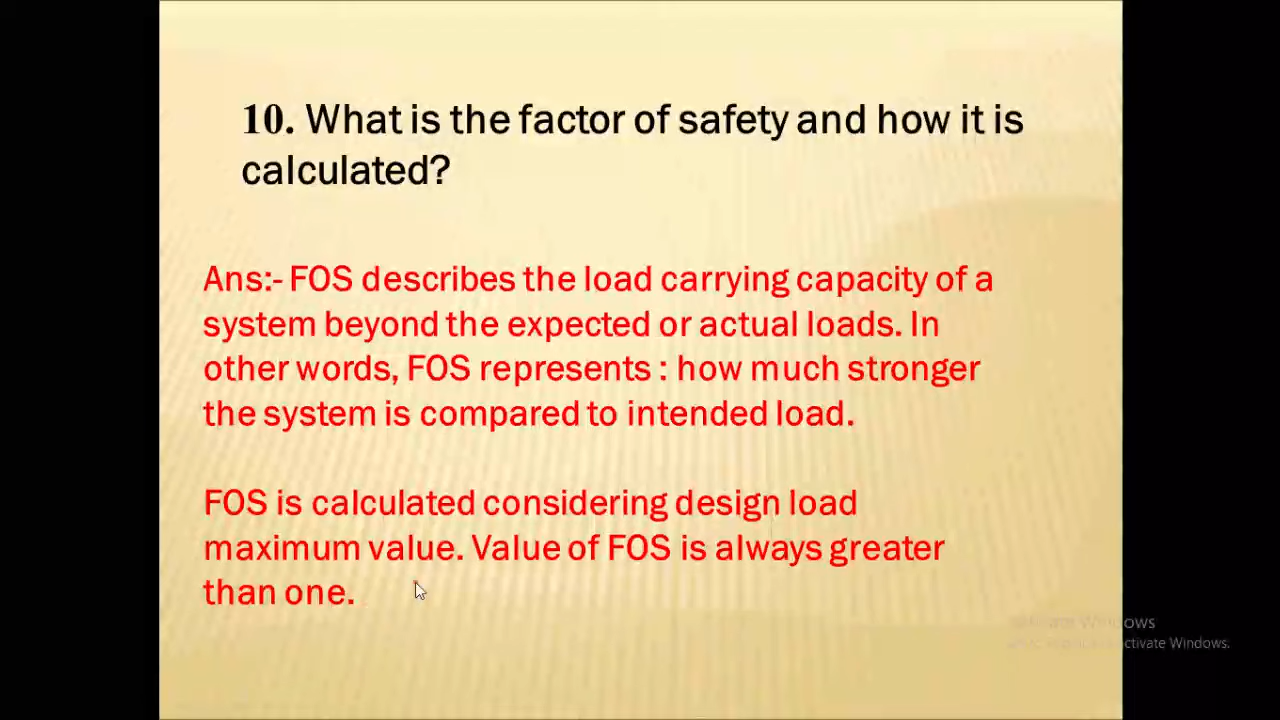 10. What is the factor of safety and how it is
calculated?
Ans:- FOS describes the load carrying capacity of a
system beyond the expected or actual loads. In
other words, FOS represents : how much stronger
the system is compared to intended load.
FOS is calculated considering design load
maximum value. Value of FOS is always greater
than one.
Windows
Windows.